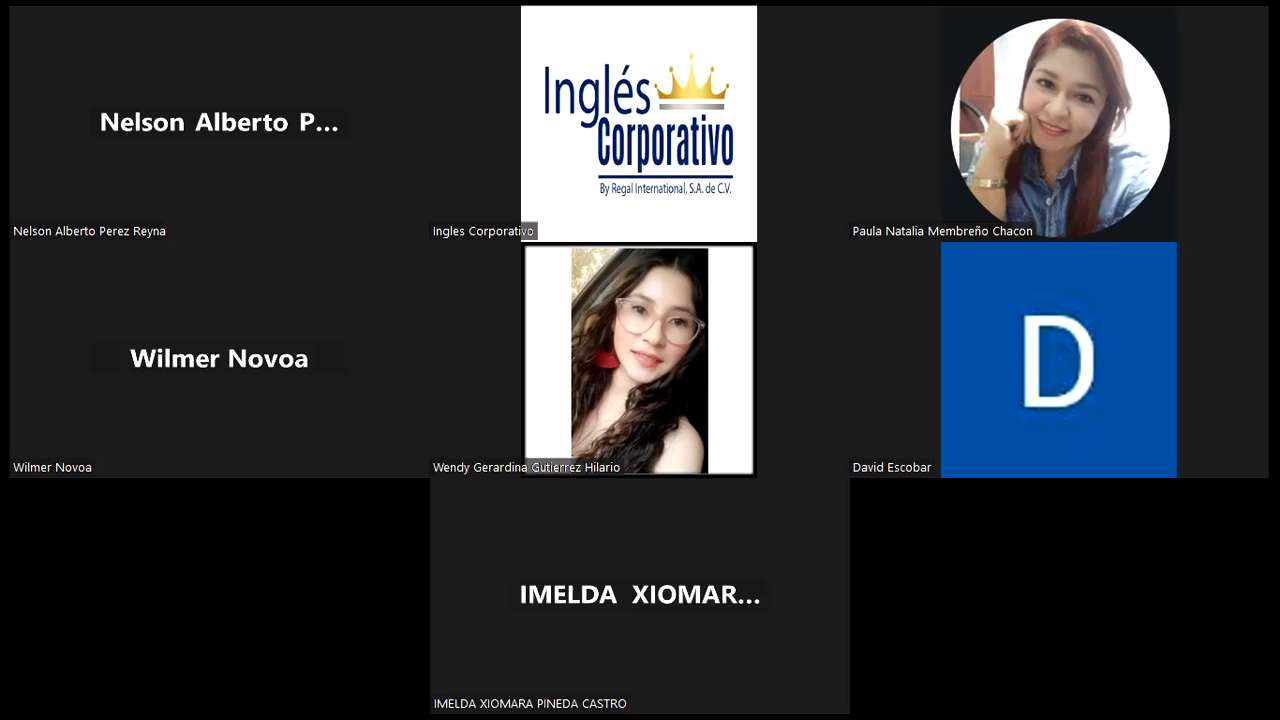 Nelson Alberto P...
Nelson Alberto Perez Reyna
Inglés
Corporativo
By Regal International, S.A. de C.V.
Ingles Corporativo
Paula Natalia Membreño Chacon
Wilmer Novoa
Wilmer Novoa
Wendy Gerardina Gutierrez Hilario
D
David Escobar
IMELDA XIOMAR...
IMELDA XIOMARA PINEDA CASTRO